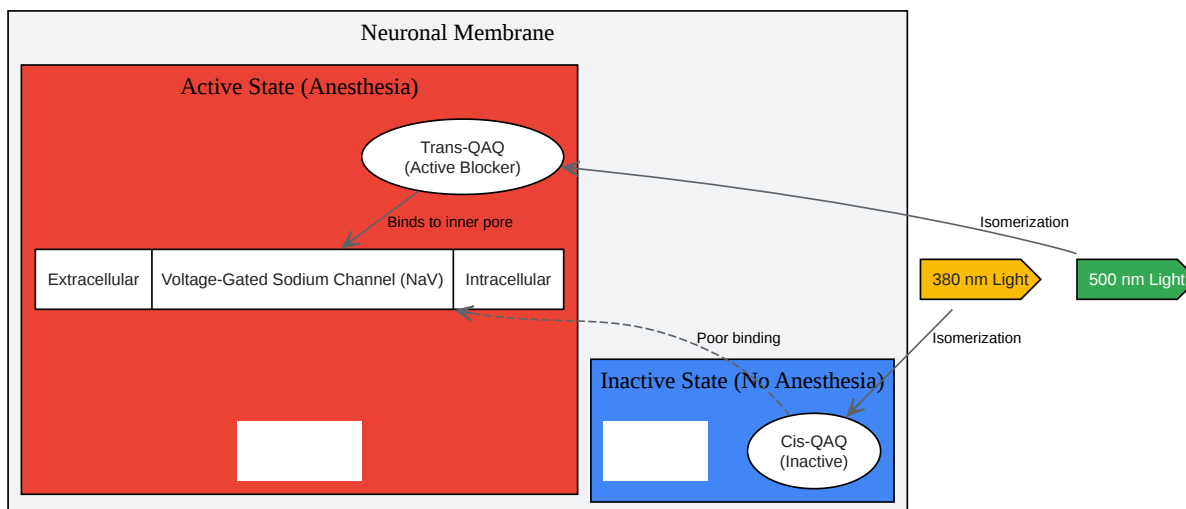 Neuronal Membrane
Active State (Anesthesia)
Trans-QAQ
(Active Blocker)
Isomerization
Binds to inner pore
Extracellular
Voltage-Gated Sodium Channel (NaV)
Intracellular
380 nm Light
500 nm Light
Poor binding
Isomerization
Inactive State (No Anesthesia)
Cis-QAQ
(Inactive)